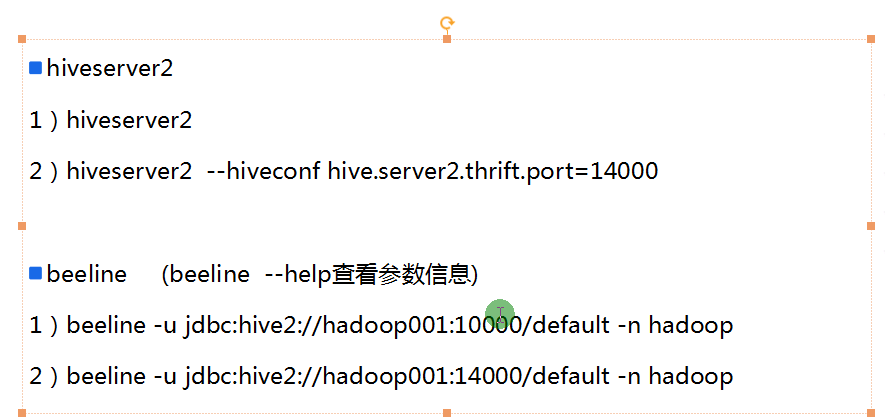 hiveserver2
1）hiveserver2
2）hiveserver2  --hiveconf hive.server2.thrift.port=14000
beeline     (beeline  --help查看参数信息)
1）beeline -u jdbc:hive2://hadoop001:10000/default -n hadoop
2）beeline -u jdbc:hive2://hadoop001:14000/default -n hadoop